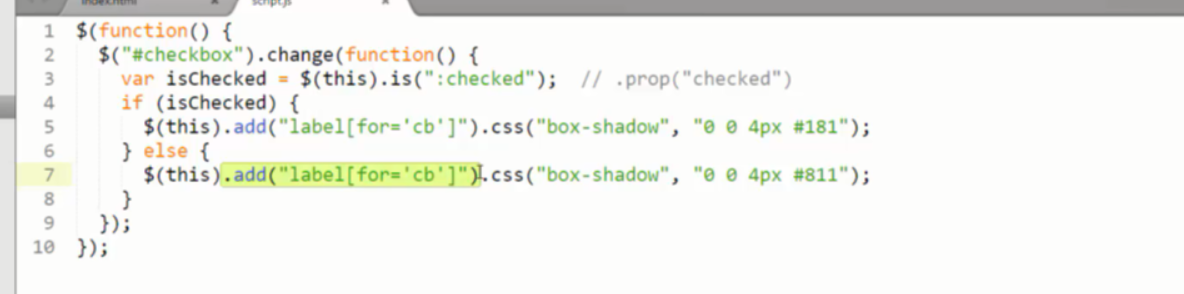 index.html
script.js
1 $(function() {
2 $("#checkbox").change(function() {
3 var isChecked = $(this).is(":checked"); // .prop("checked")
4 if (isChecked) {
5 $(this).add("label[for='cb']").css("box-shadow", "0 0 4px #181");
6 } else {
7 $(this).add("label[for='cb']").css("box-shadow", "0 0 4px #811");
8 }
9 });
10 });